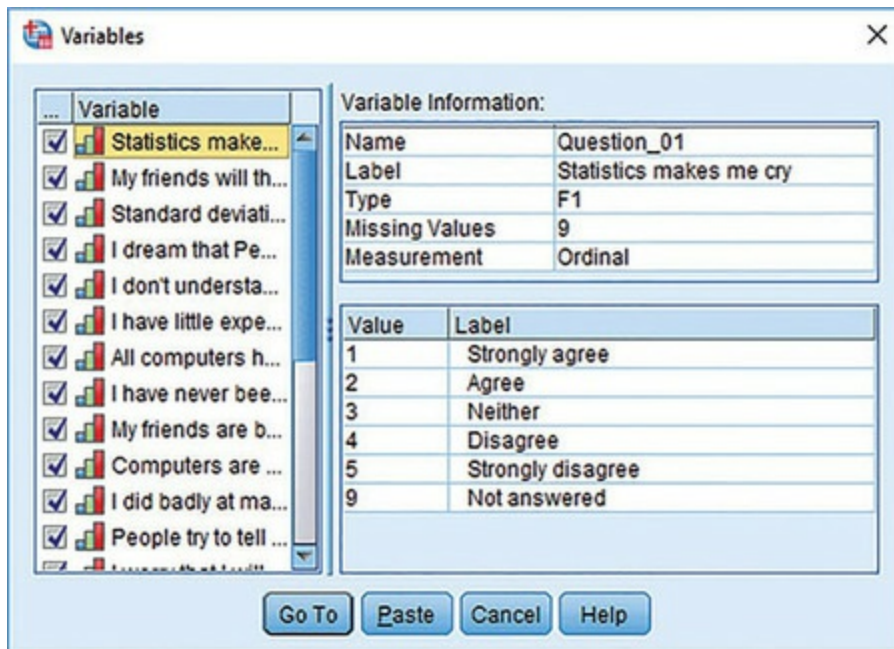 Variables
... Variable
Statistics make...
My friends will th...
Standard deviati...
I dream that Pe...
I don't understa...
I have little expe...
All computers h...
I have never bee...
My friends are b...
Computers are ...
I did badly at ma...
People try to tell ...
Variable Information:
Name Question_01
Label Statistics makes me cry
Type F1
Missing Values 9
Measurement Ordinal
Value Label
1 Strongly agree
2 Agree
3 Neither
4 Disagree
5 Strongly disagree
9 Not answered
Go To Paste Cancel Help